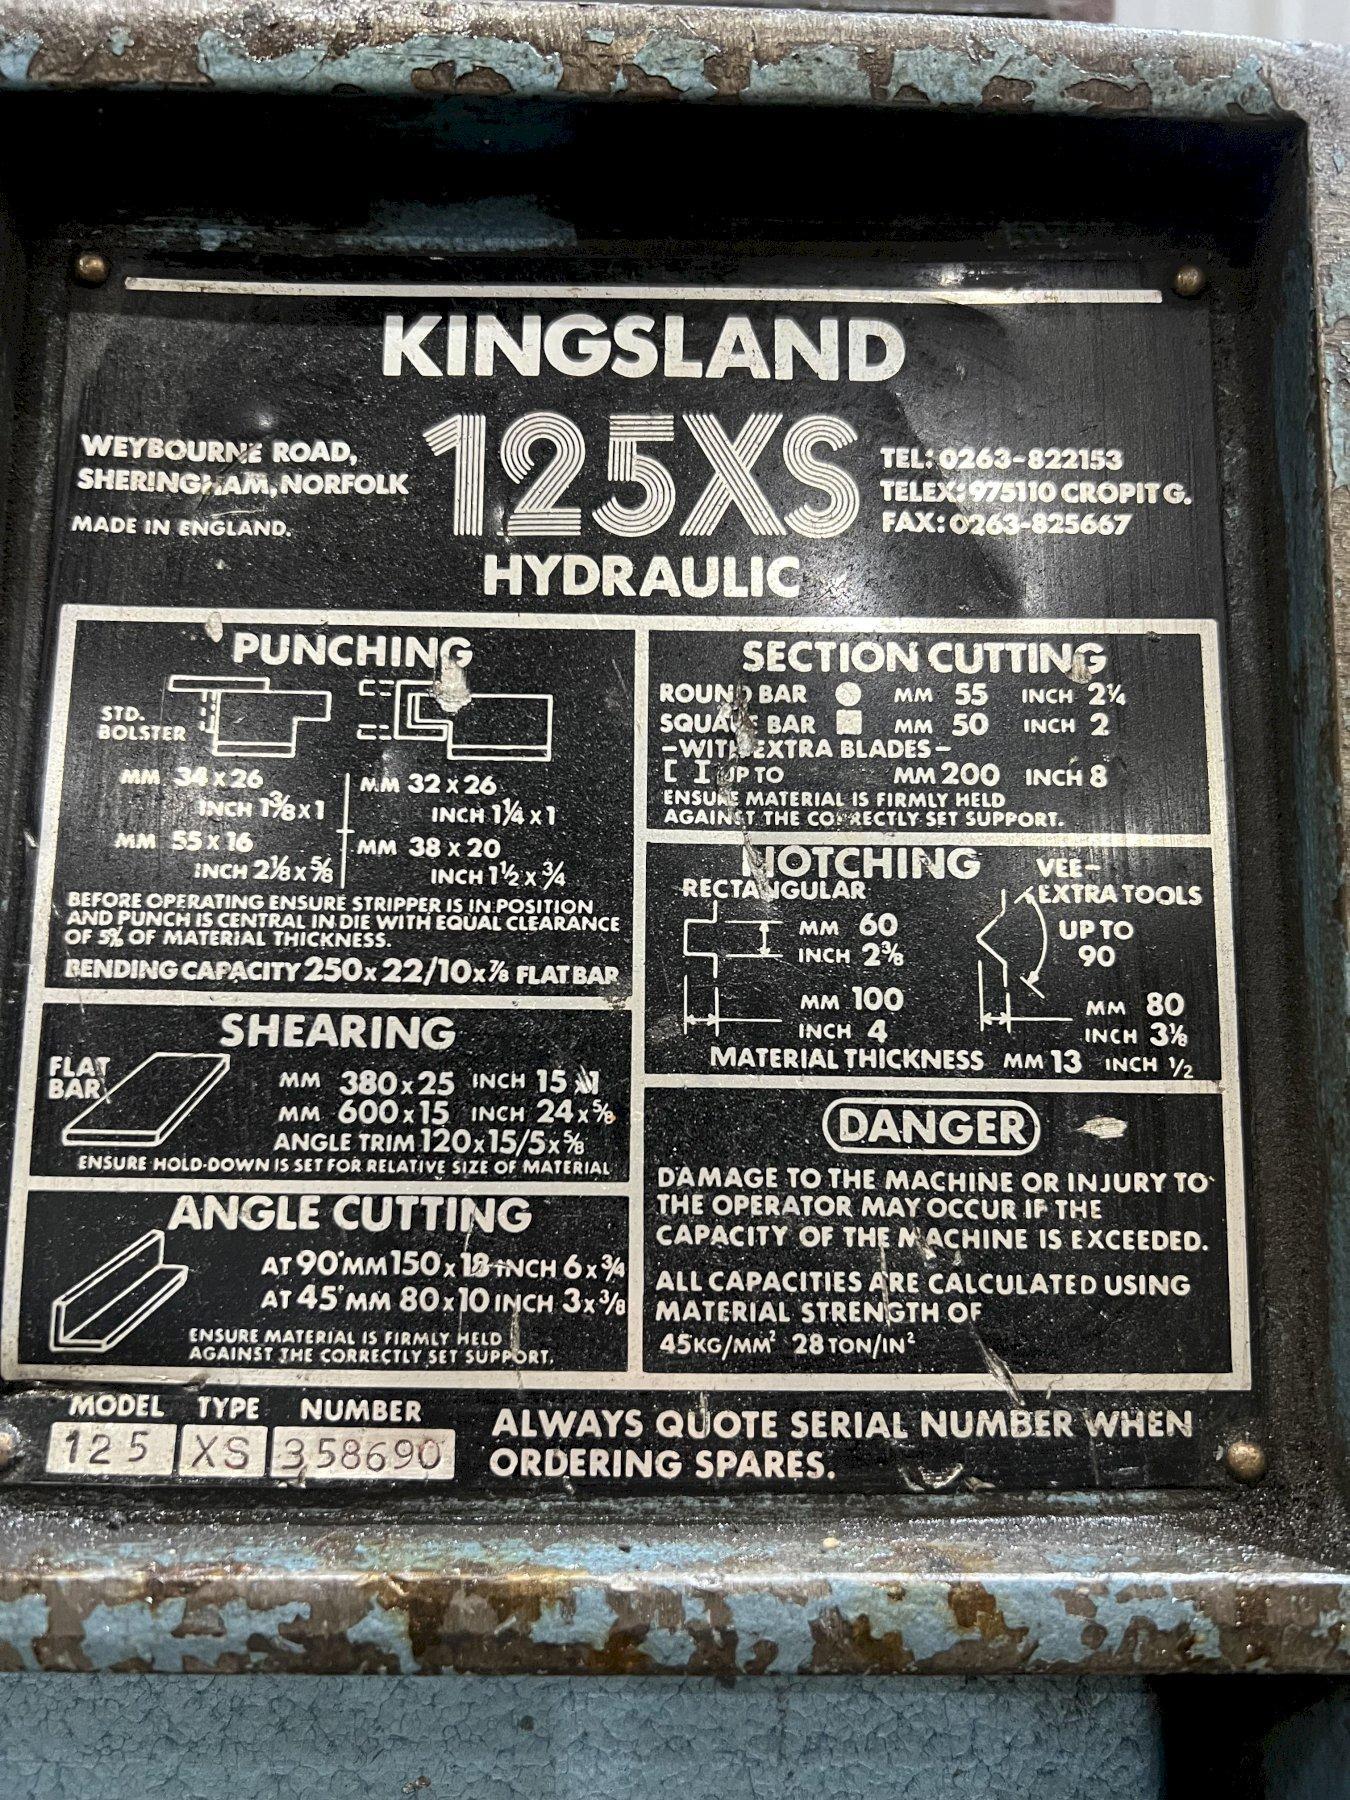 KINGSLAND
125XS
HYDRAULIC
WEYBOURNE ROAD,
SHERINGHAM, NORFOLK
MADE IN ENGLAND.
TEL: 0263-822153
TELEX: 975110 CROPIT G.
FAX: 0263-825667
PUNCHING
STD.
BOLSTER
MM 34 x 26
INCH 1⅜ x 1
MM 55 x 16
INCH 2⅛ x ⅝
MM 32 x 26
INCH 1¼ x 1
MM 38 x 20
INCH 1½ x ¾
BEFORE OPERATING ENSURE STRIPPER IS IN POSITION
AND PUNCH IS CENTRAL IN DIE WITH EQUAL CLEARANCE
OF 5% OF MATERIAL THICKNESS.
BENDING CAPACITY 250 x 22/10 x ⅞ FLAT BAR
SHEARING
FLAT
BAR
MM 380 x 25 INCH 15 x 1
MM 600 x 15 INCH 24 x ⅝
ANGLE TRIM 120 x 15/5 x ⅝
ENSURE HOLD-DOWN IS SET FOR RELATIVE SIZE OF MATERIAL
ANGLE CUTTING
AT 90° MM 150 x 18 INCH 6 x ¾
AT 45° MM 80 x 10 INCH 3 x ⅜
ENSURE MATERIAL IS FIRMLY HELD
AGAINST THE CORRECTLY SET SUPPORT.
SECTION CUTTING
ROUND BAR MM 55 INCH 2¼
SQUARE BAR MM 50 INCH 2
-WITH EXTRA BLADES-
[ I UP TO MM 200 INCH 8
ENSURE MATERIAL IS FIRMLY HELD
AGAINST THE CORRECTLY SET SUPPORT.
NOTCHING
RECTANGULAR
MM 60
INCH 2⅜
MM 100
INCH 4
VEE-
EXTRA TOOLS
UP TO
90
MM 80
INCH 3⅛
MATERIAL THICKNESS MM 13 INCH ½
DANGER
DAMAGE TO THE MACHINE OR INJURY TO
THE OPERATOR MAY OCCUR IF THE
CAPACITY OF THE MACHINE IS EXCEEDED.
ALL CAPACITIES ARE CALCULATED USING
MATERIAL STRENGTH OF
45KG/MM² 28 TON/IN²
MODEL TYPE NUMBER
125 XS 358690
ALWAYS QUOTE SERIAL NUMBER WHEN
ORDERING SPARES.